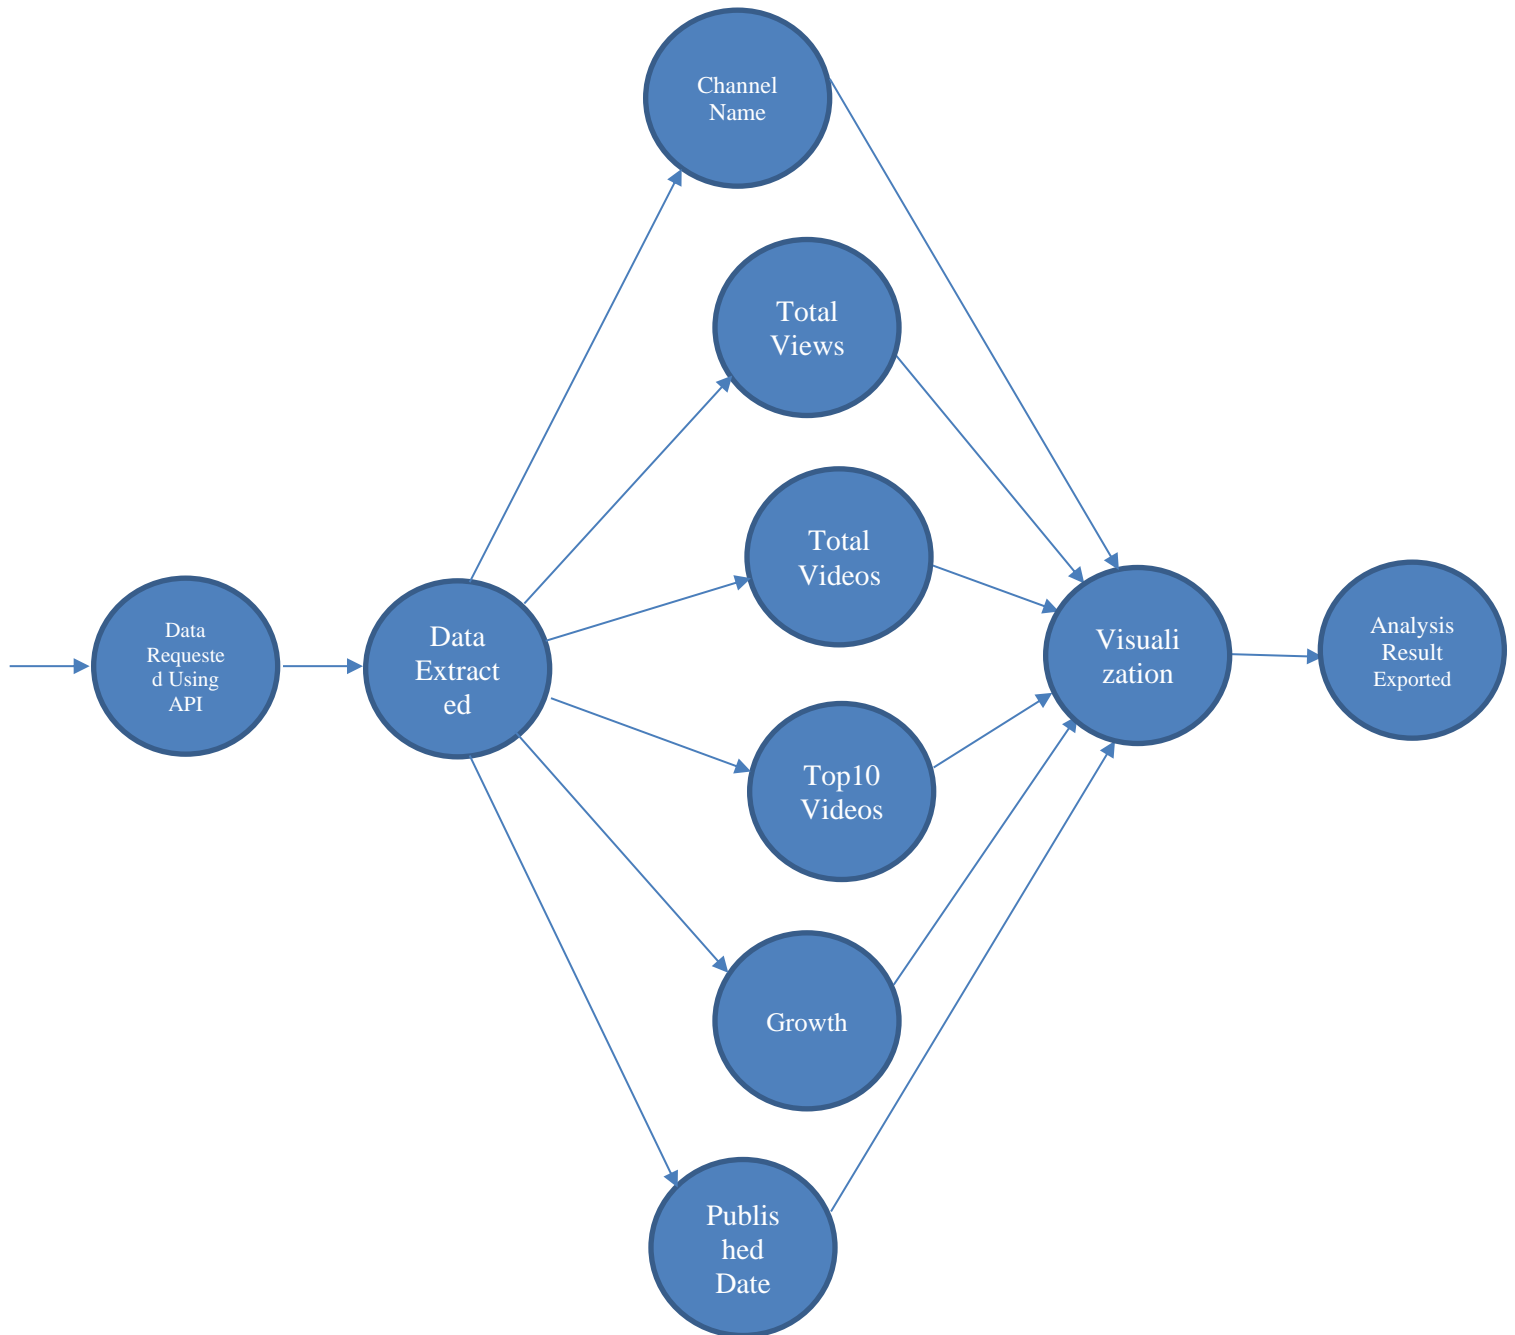 Channel
Name
Total
Views
Total
Videos
Data
Requeste
d Using
API
Data
Extract
ed
Visuali
zation
Analysis
Result
Exported
Top10
Videos
Growth
Publis
hed
Date